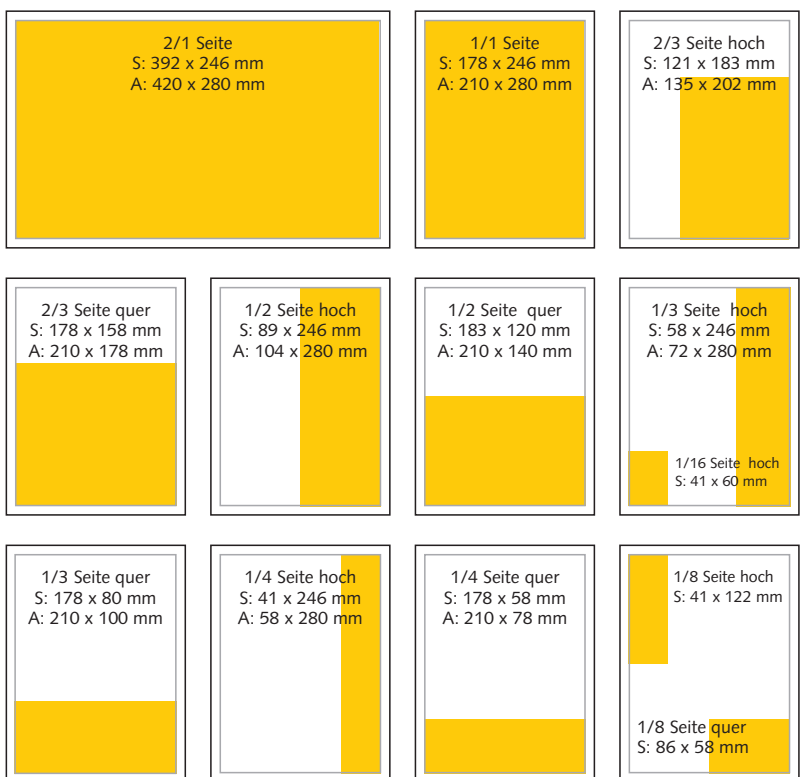 2/1 Seite
S: 392 x 246 mm
A: 420 x 280 mm
1/1 Seite
S: 178 x 246 mm
A: 210 x 280 mm
2/3 Seite hoch
S: 121 x 183 mm
A: 135 x 202 mm
2/3 Seite quer
S: 178 x 158 mm
A: 210 x 178 mm
1/2 Seite hoch
S: 89 x 246 mm
A: 104 x 280 mm
1/2 Seite quer
S: 183 x 120 mm
A: 210 x 140 mm
1/3 Seite hoch
S: 58 x 246 mm
A: 72 x 280 mm
1/16 Seite hoch
S: 41 x 60 mm
1/3 Seite quer
S: 178 x 80 mm
A: 210 x 100 mm
1/4 Seite hoch
S: 41 x 246 mm
A: 58 x 280 mm
1/4 Seite quer
S: 178 x 58 mm
A: 210 x 78 mm
1/8 Seite hoch
S: 41 x 122 mm
1/8 Seite quer
S: 86 x 58 mm